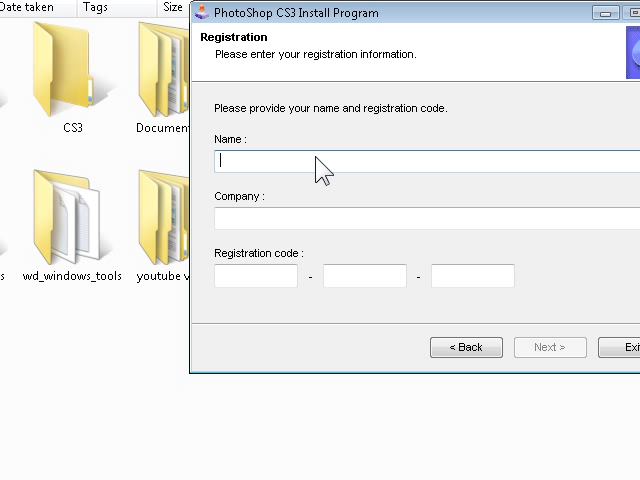 Date taken Tags Size
PhotoShop CS3 Install Program
Registration
Please enter your registration information.
Please provide your name and registration code.
Name :
Company :
Registration code :
- -
< Back Next > Exi
CS3 Document
s wd_windows_tools youtube v